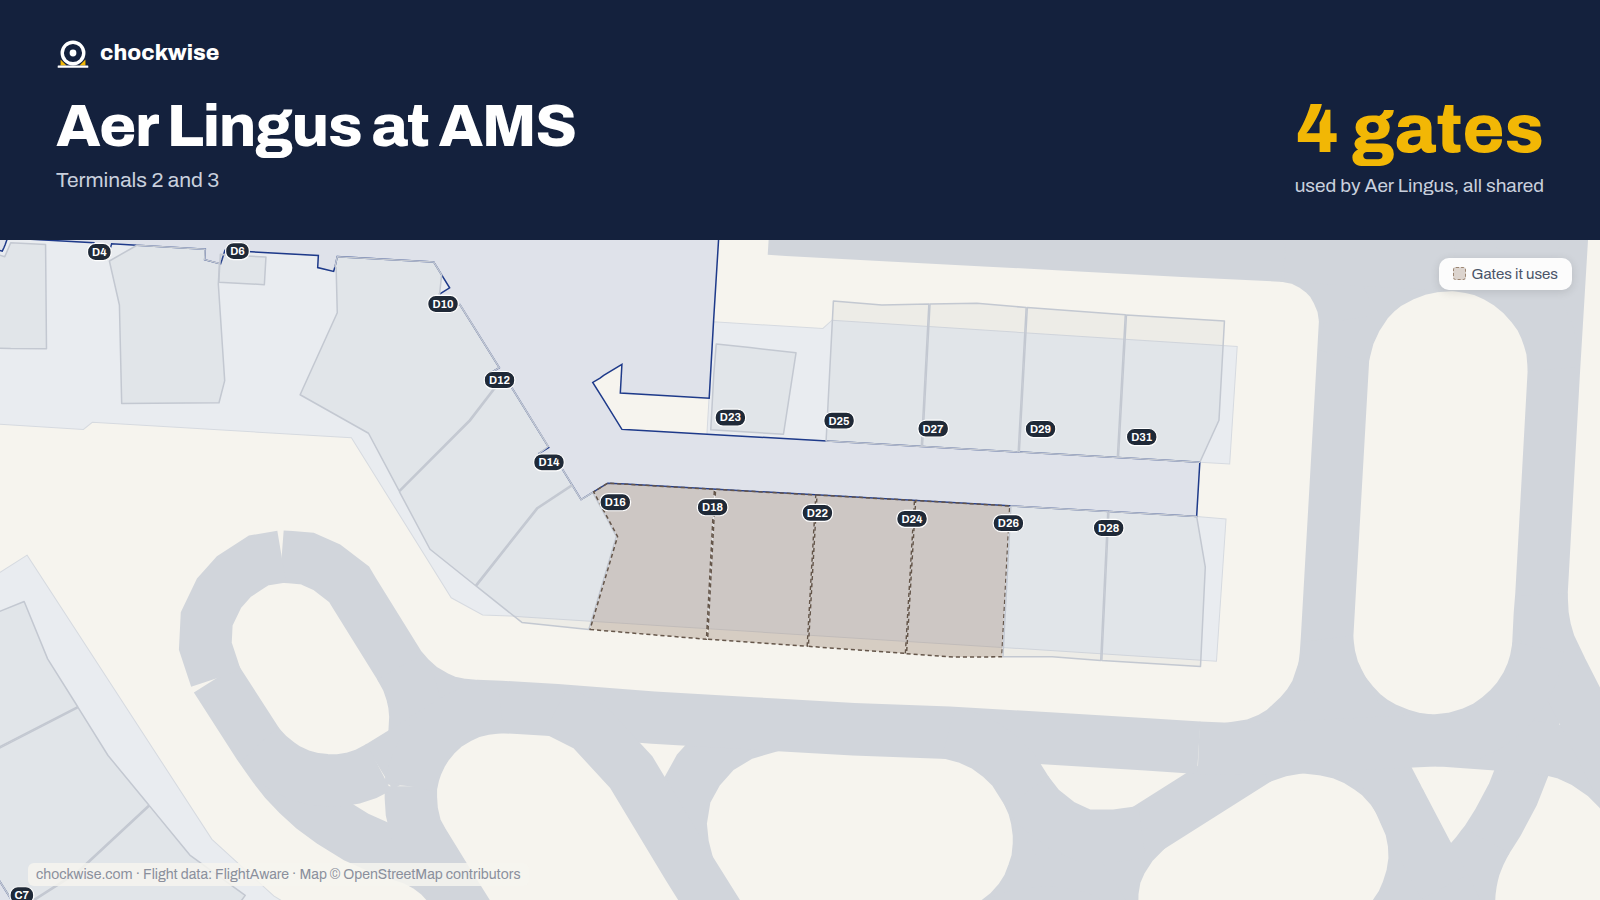 chockwise
Aer Lingus at AMS
Terminals 2 and 3
4 gates
used by Aer Lingus, all shared
Gates it uses
D4
D6
D10
D12
D14
D16
D18
D22
D24
D26
D28
D23
D25
D27
D29
D31
C7
chockwise.com · Flight data: FlightAware · Map © OpenStreetMap contributors